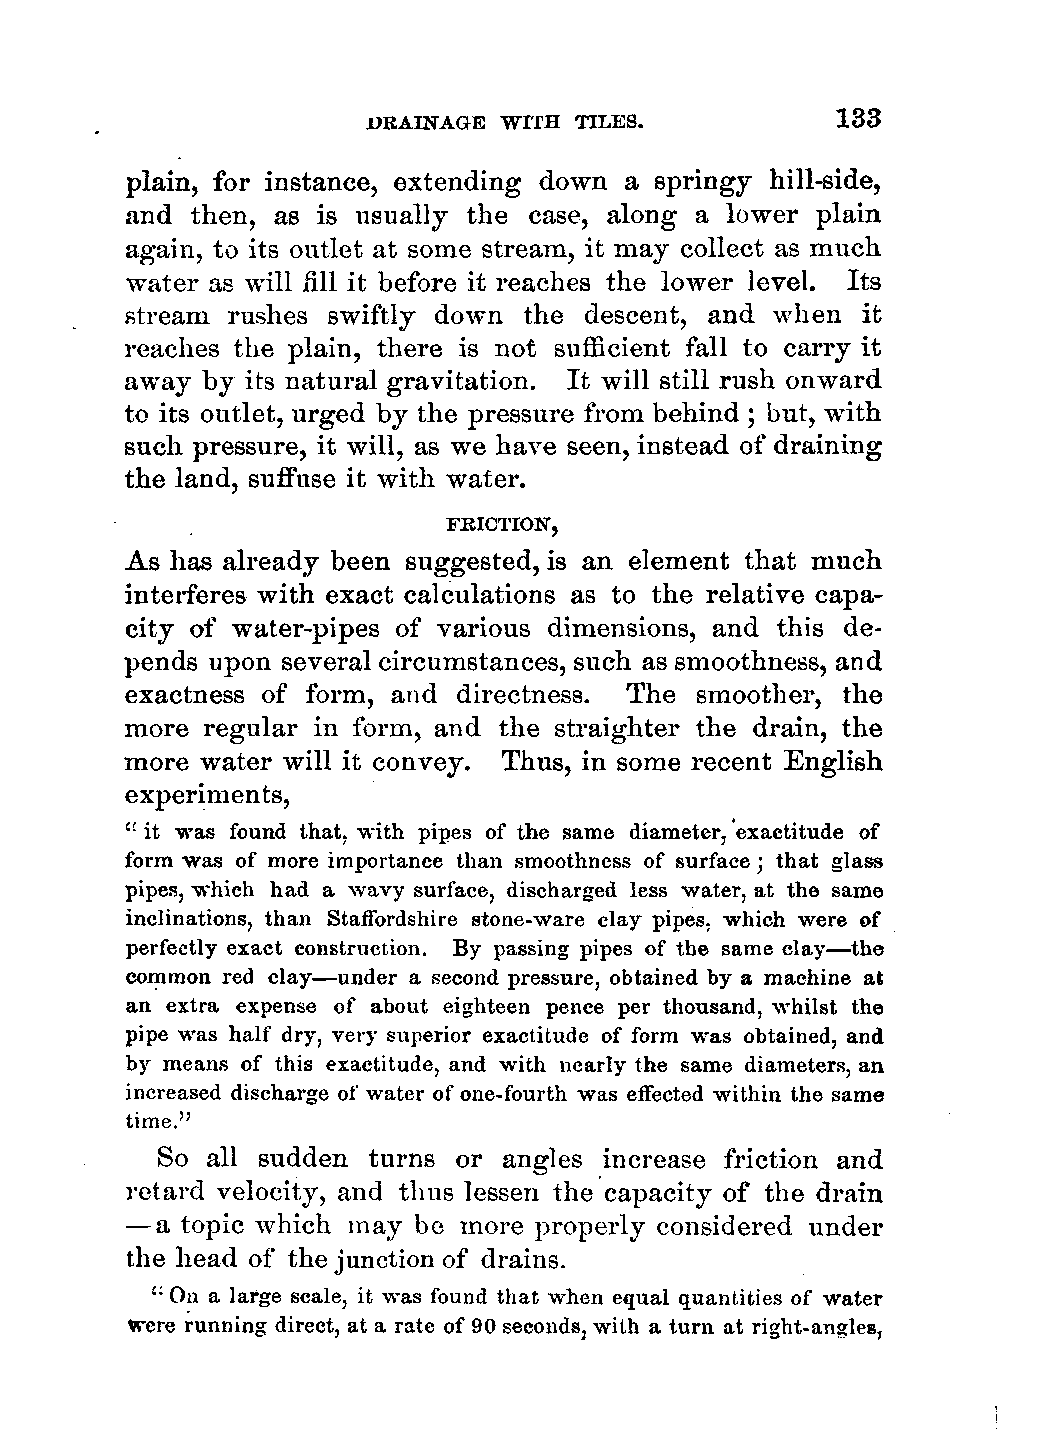 DRAINAGE WITH TILES. 133
plain, for instance, extending down a springy hill-side,
and then, as is usually the case, along a lower plain
again, to its outlet at some stream, it may collect as much
water as will fill it before it reaches the lower level. Its
stream rushes swiftly down the descent, and when it
reaches the plain, there is not sufficient fall to carry it
away by its natural gravitation. It will still rush onward
to its outlet, urged by the pressure from behind ; but, with
such pressure, it will, as we have seen, instead of draining
the land, suffuse it with water.
FRICTION,
As has already been suggested, is an element that much
interferes with exact calculations as to the relative capa-
city of water-pipes of various dimensions, and this de-
pends upon several circumstances, such as smoothness, and
exactness of form, and directness. The smoother, the
more regular in form, and the straighter the drain, the
more water will it convey. Thus, in some recent English
experiments,
“ it was found that, with pipes of the same diameter, exactitude of
form was of more importance than smoothness of surface ; that glass
pipes, which had a wavy surface, discharged less water, at the same
inclinations, than Staffordshire stone-ware clay pipes, which were of
perfectly exact construction. By passing pipes of the same clay—the
common red clay—under a second pressure, obtained by a machine at
an extra expense of about eighteen pence per thousand, whilst the
pipe was half dry, very superior exactitude of form was obtained, and
by means of this exactitude, and with nearly the same diameters, an
increased discharge of water of one-fourth was effected within the same
time.”
So all sudden turns or angles increase friction and
retard velocity, and thus lessen the capacity of the drain
—a topic which may be more properly considered under
the head of the junction of drains.
“ On a large scale, it was found that when equal quantities of water
were running direct, at a rate of 90 seconds, with a turn at right-angles,